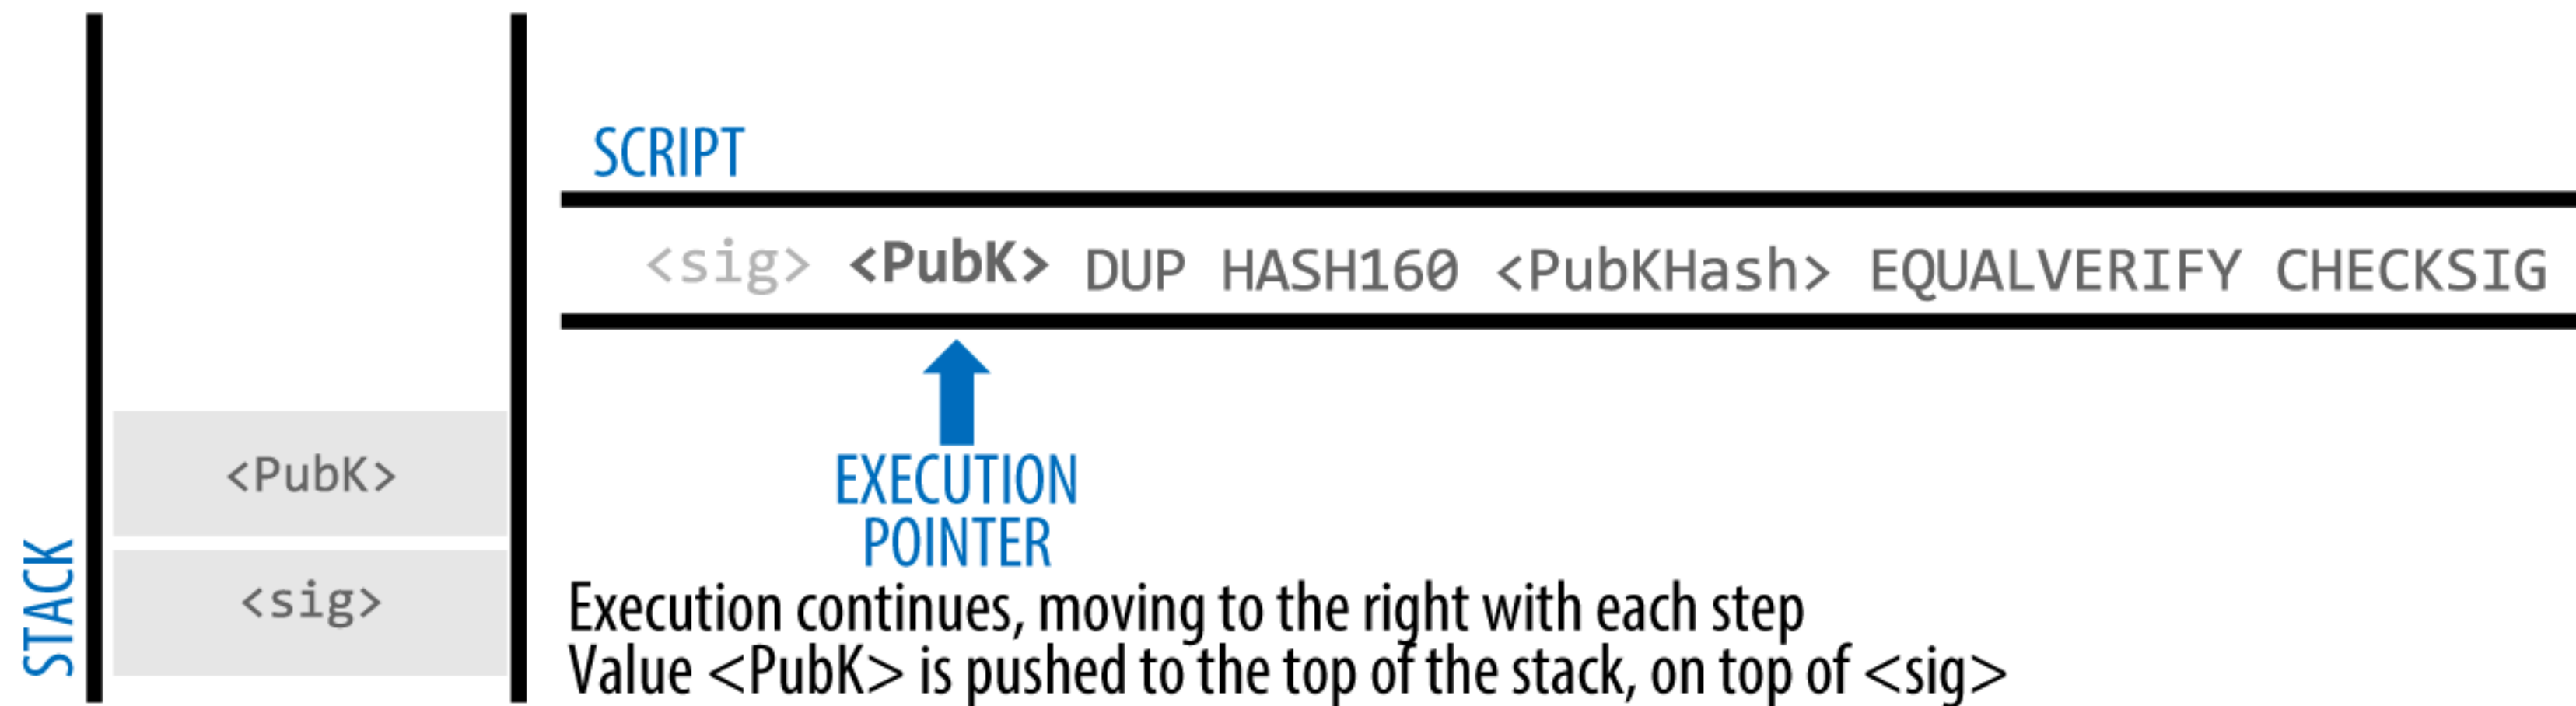 SCRIPT
<sig> <PubK> DUP HASH160 <PubKHash> EQUALVERIFY CHECKSIG
EXECUTION
POINTER
<PubK>
<sig>
STACK
Execution continues, moving to the right with each step
Value <PubK> is pushed to the top of the stack, on top of <sig>